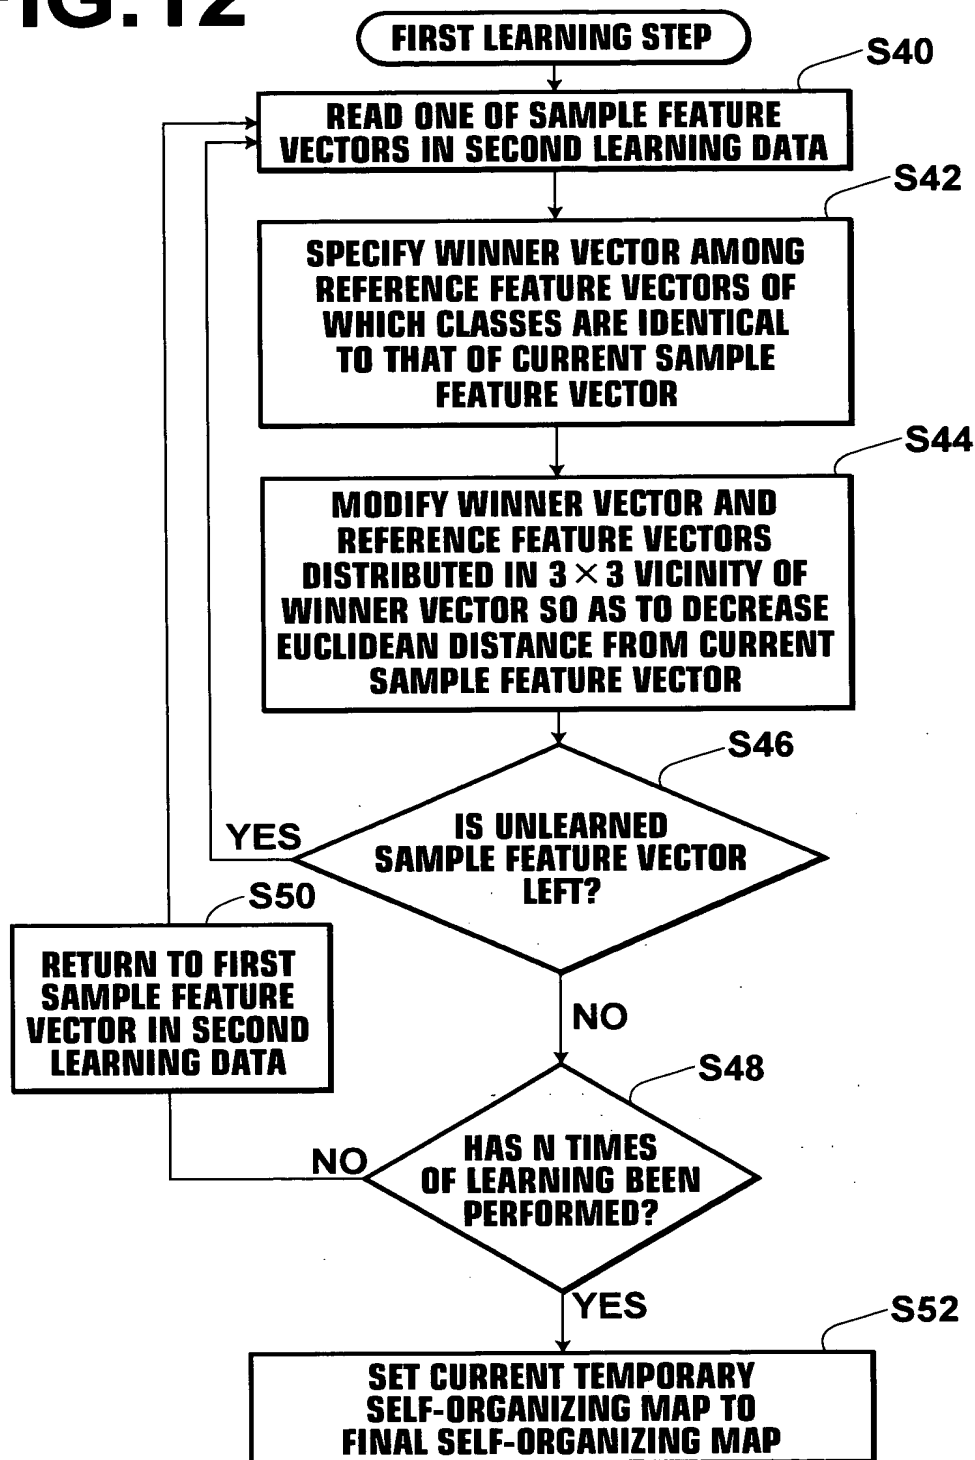 FIG.12
FIRST LEARNING STEP
S40
READ ONE OF SAMPLE FEATURE
VECTORS IN SECOND LEARNING DATA
S42
SPECIFY WINNER VECTOR AMONG
REFERENCE FEATURE VECTORS OF
WHICH CLASSES ARE IDENTICAL
TO THAT OF CURRENT SAMPLE
FEATURE VECTOR
S44
MODIFY WINNER VECTOR AND
REFERENCE FEATURE VECTORS
DISTRIBUTED IN 3 × 3 VICINITY OF
WINNER VECTOR SO AS TO DECREASE
EUCLIDEAN DISTANCE FROM CURRENT
SAMPLE FEATURE VECTOR
S46
YES
IS UNLEARNED
SAMPLE FEATURE VECTOR
LEFT?
S50
RETURN TO FIRST
SAMPLE FEATURE
VECTOR IN SECOND
LEARNING DATA
NO
S48
NO
HAS N TIMES
OF LEARNING BEEN
PERFORMED?
YES
S52
SET CURRENT TEMPORARY
SELF-ORGANIZING MAP TO
FINAL SELF-ORGANIZING MAP